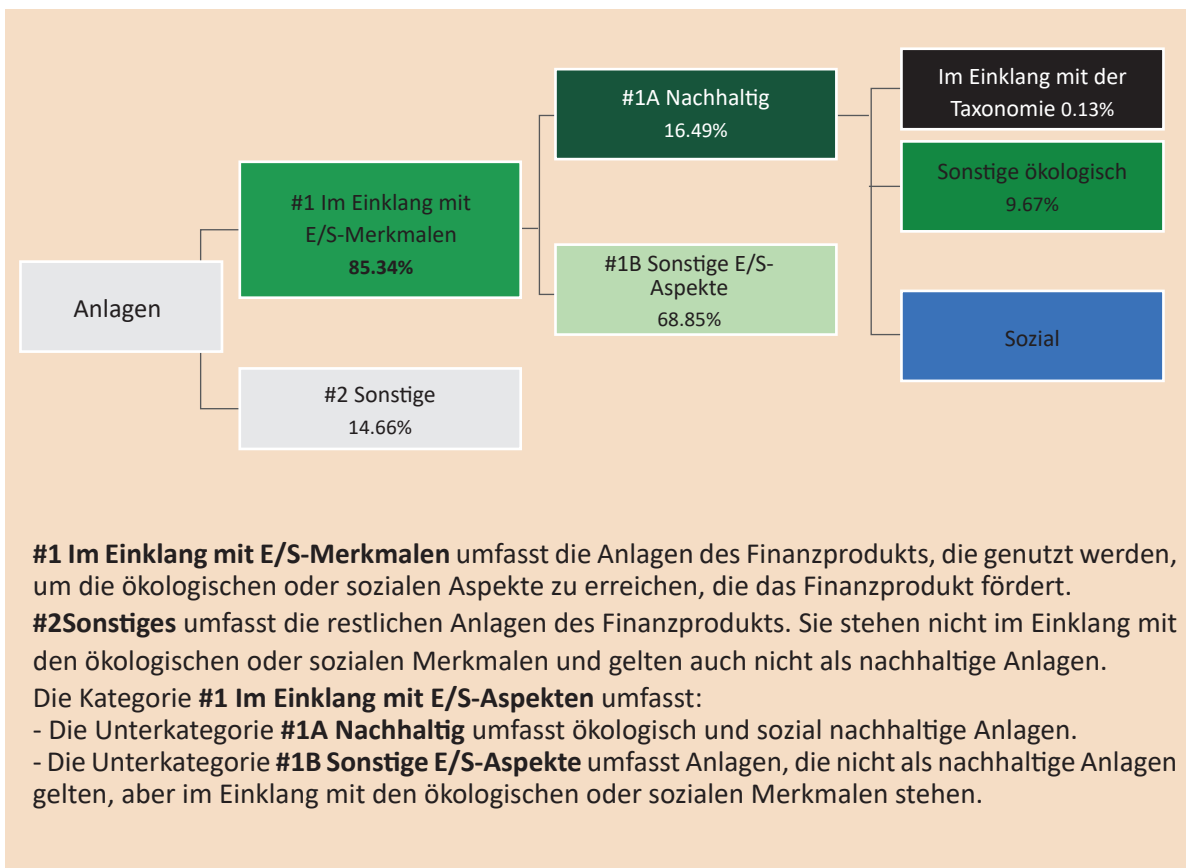 Anlagen
#1 Im Einklang mit
E/S-Merkmalen
85.34%
#2 Sonstige
14.66%
#1A Nachhaltig
16.49%
#1B Sonstige E/S-
Aspekte
68.85%
Im Einklang mit der
Taxonomie 0.13%
Sonstige ökologisch
9.67%
Sozial
#1 Im Einklang mit E/S-Merkmalen umfasst die Anlagen des Finanzprodukts, die genutzt werden,
um die ökologischen oder sozialen Aspekte zu erreichen, die das Finanzprodukt fördert.
#2Sonstiges umfasst die restlichen Anlagen des Finanzprodukts. Sie stehen nicht im Einklang mit
den ökologischen oder sozialen Merkmalen und gelten auch nicht als nachhaltige Anlagen.
Die Kategorie #1 Im Einklang mit E/S-Aspekten umfasst:
- Die Unterkategorie #1A Nachhaltig umfasst ökologisch und sozial nachhaltige Anlagen.
- Die Unterkategorie #1B Sonstige E/S-Aspekte umfasst Anlagen, die nicht als nachhaltige Anlagen
gelten, aber im Einklang mit den ökologischen oder sozialen Merkmalen stehen.